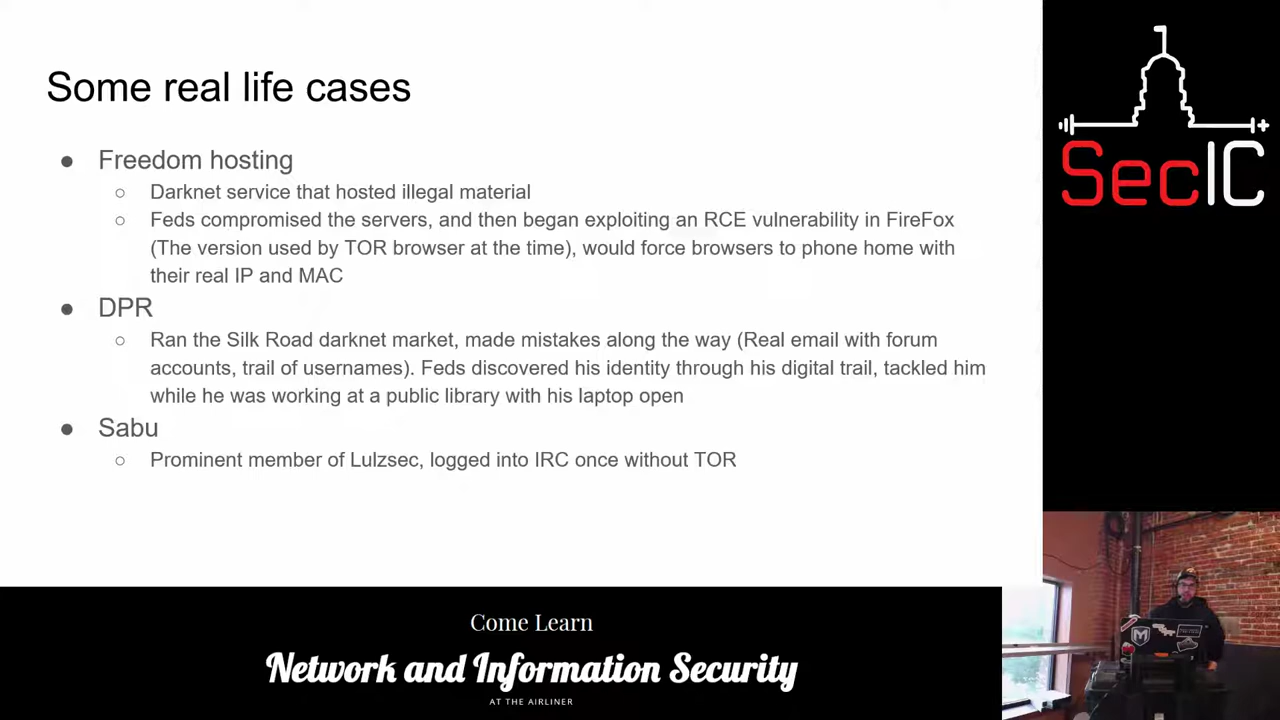 Some real life cases
● Freedom hosting
○ Darknet service that hosted illegal material
○ Feds compromised the servers, and then began exploiting an RCE vulnerability in FireFox
(The version used by TOR browser at the time), would force browsers to phone home with
their real IP and MAC
● DPR
○ Ran the Silk Road darknet market, made mistakes along the way (Real email with forum
accounts, trail of usernames). Feds discovered his identity through his digital trail, tackled him
while he was working at a public library with his laptop open
● Sabu
○ Prominent member of Lulzsec, logged into IRC once without TOR
SecIC
Come Learn
Network and Information Security
AT THE AIRLINER